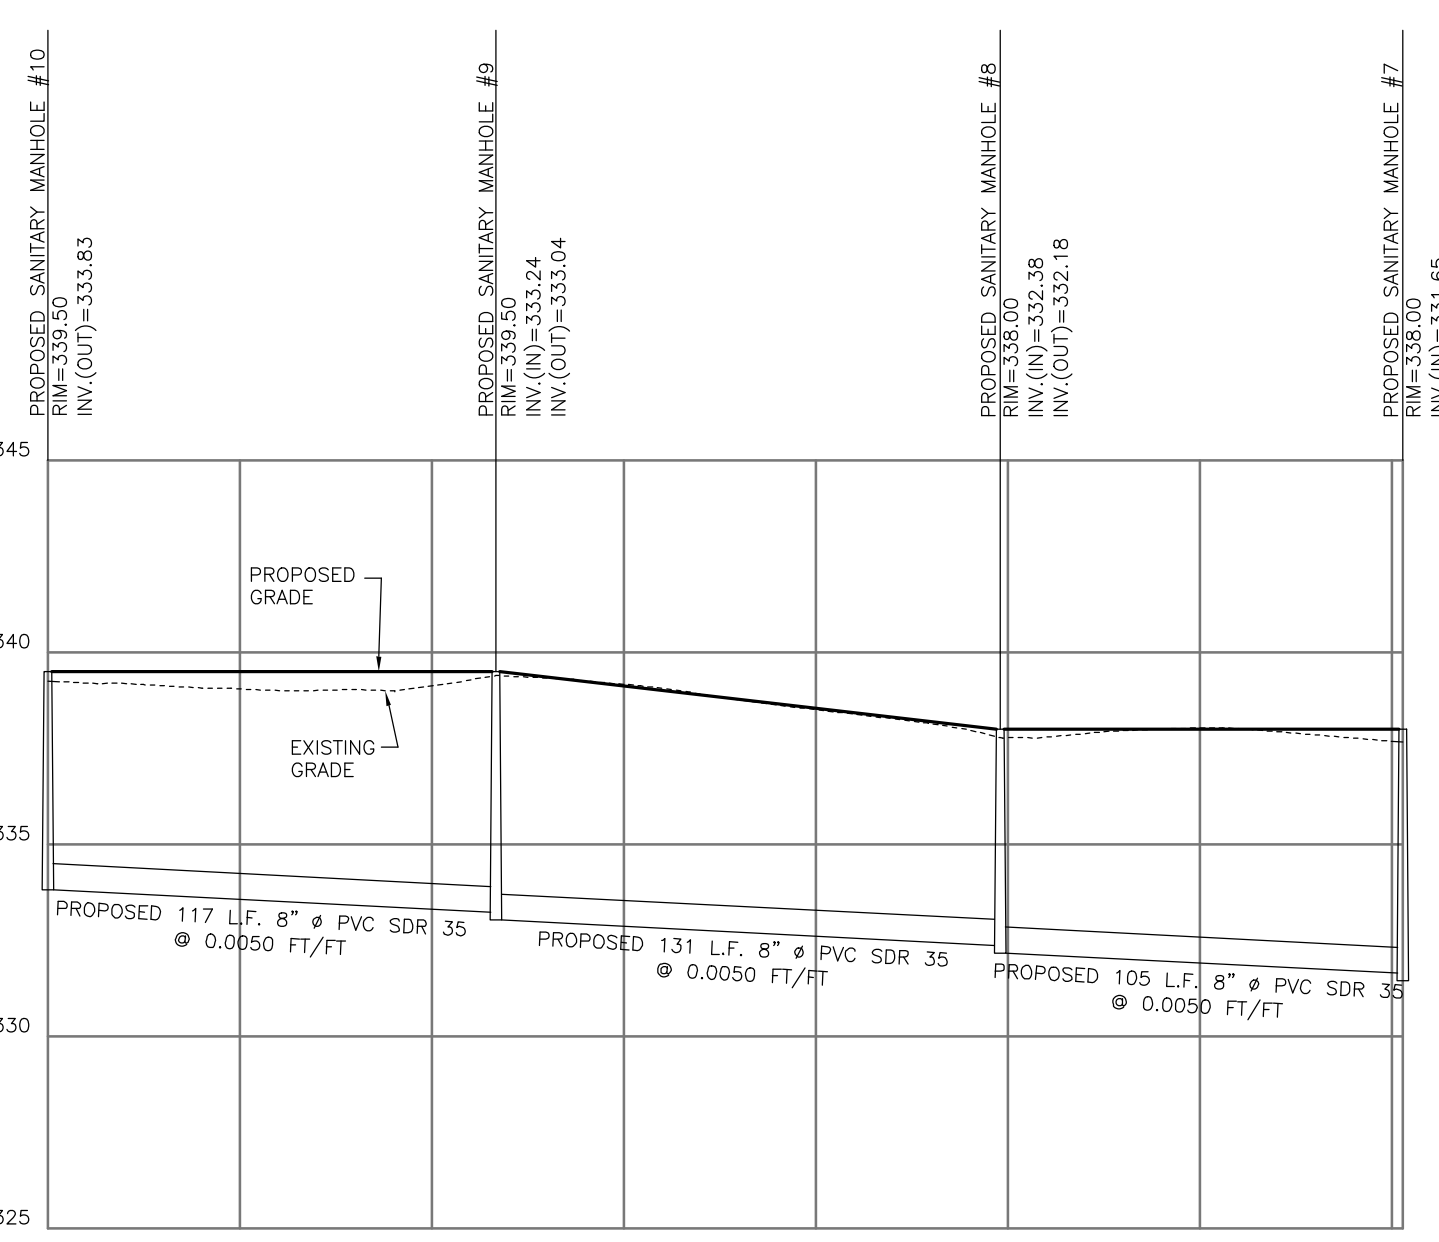 PROPOSED SANITARY MANHOLE #10
RIM=339.50
INV.(OUT)=333.83
PROPOSED SANITARY MANHOLE #9
RIM=339.50
INV.(IN)=333.24
INV.(OUT)=333.04
PROPOSED SANITARY MANHOLE #8
RIM=338.00
INV.(IN)=332.38
INV.(OUT)=332.18
PROPOSED SANITARY MANHOLE #7
RIM=338.00
INV.(IN)=331.65
345
340
335
330
325
PROPOSED
GRADE
EXISTING
GRADE
PROPOSED 117 L.F. 8" ø PVC SDR 35
@ 0.0050 FT/FT
PROPOSED 131 L.F. 8" ø PVC SDR 35
@ 0.0050 FT/FT
PROPOSED 105 L.F. 8" ø PVC SDR 35
@ 0.0050 FT/FT